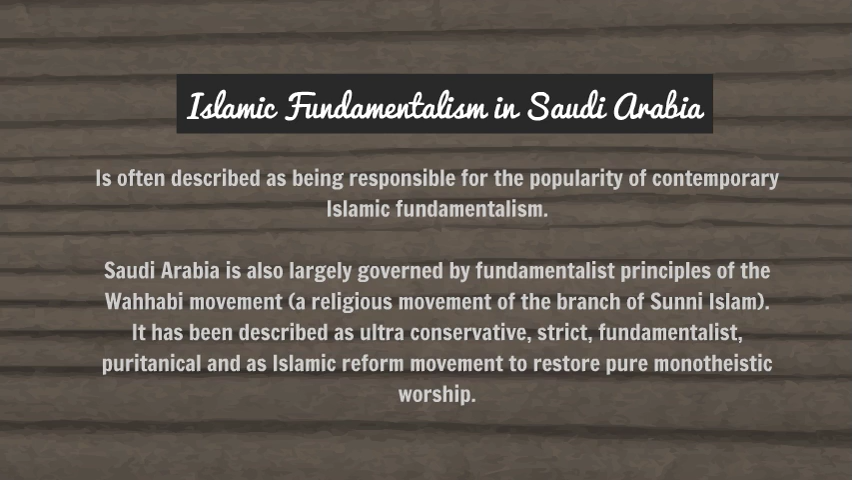 Islamic Fundamentalism in Saudi Arabia
Is often described as being responsible for the popularity of contemporary
Islamic fundamentalism.
Saudi Arabia is also largely governed by fundamentalist principles of the
Wahhabi movement (a religious movement of the branch of Sunni Islam).
It has been described as ultra conservative, strict, fundamentalist,
puritanical and as Islamic reform movement to restore pure monotheistic
worship.